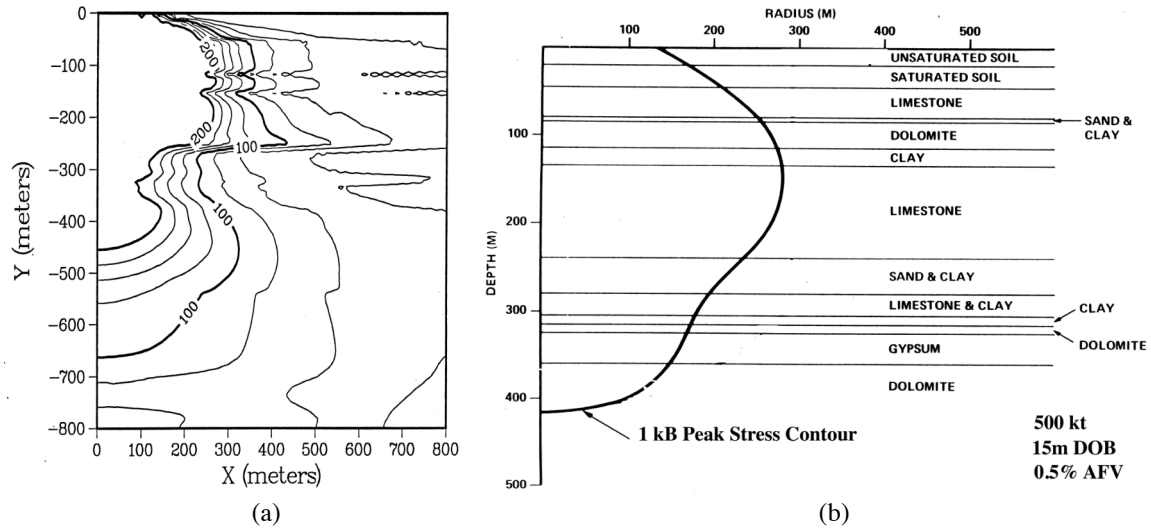 0
-100
-200
-300
-400
-500
-600
-700
-800
Y (meters)
200
200
100
100
100
0 100 200 300 400 500 600 700 800
X (meters)
(a)
RADIUS (M)
100 200 300 400 500
DEPTH (M)
100
200
300
400
500
UNSATURATED SOIL
SATURATED SOIL
LIMESTONE
SAND &
CLAY
DOLOMITE
CLAY
LIMESTONE
SAND & CLAY
LIMESTONE & CLAY
CLAY
DOLOMITE
GYPSUM
DOLOMITE
1 kB Peak Stress Contour
500 kt
15m DOB
0.5% AFV
(b)